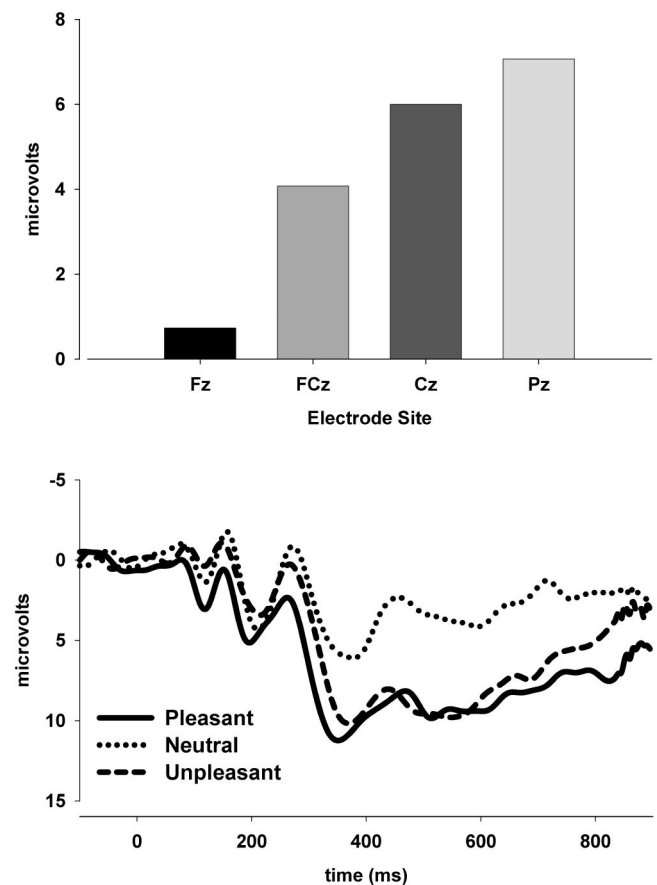 8
6
4
2
0
microvolts
Fz FCz Cz Pz
Electrode Site
-5
0
5
10
15
microvolts
Pleasant
Neutral
Unpleasant
0 200 400 600 800
time (ms)